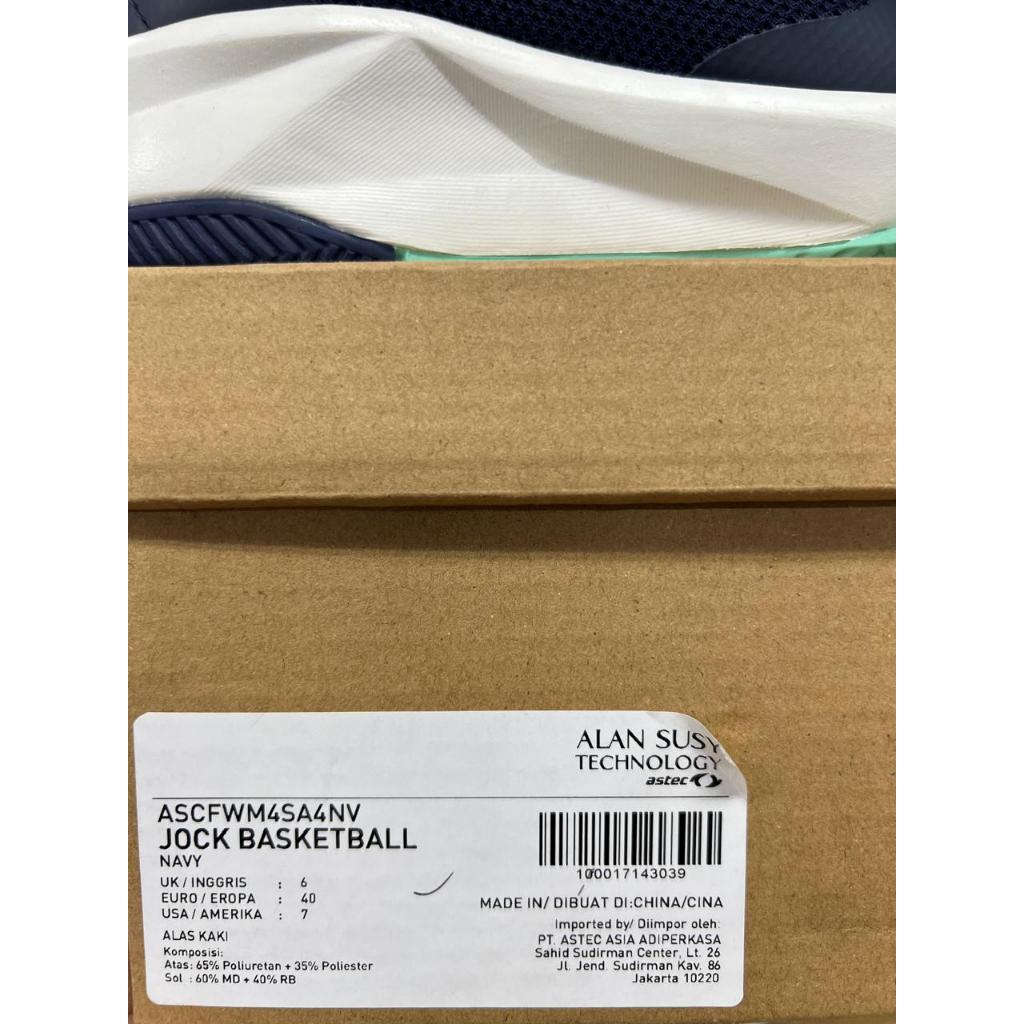 ALAN SUSY
TECHNOLOGY
astec
ASCFWM4SA4NV
JOCK BASKETBALL
NAVY
UK / INGGRIS : 6
EURO / EROPA : 40
USA / AMERIKA : 7
ALAS KAKI
Komposisi:
Atas: 65% Poliuretan + 35% Poliester
Sol : 60% MD + 40% RB
100017143039
MADE IN/ DIBUAT DI:CHINA/CINA
Imported by/ Diimpor oleh:
PT. ASTEC ASIA ADIPERKASA
Sahid Sudirman Center, Lt. 26
Jl. Jend. Sudirman Kav. 86
Jakarta 10220